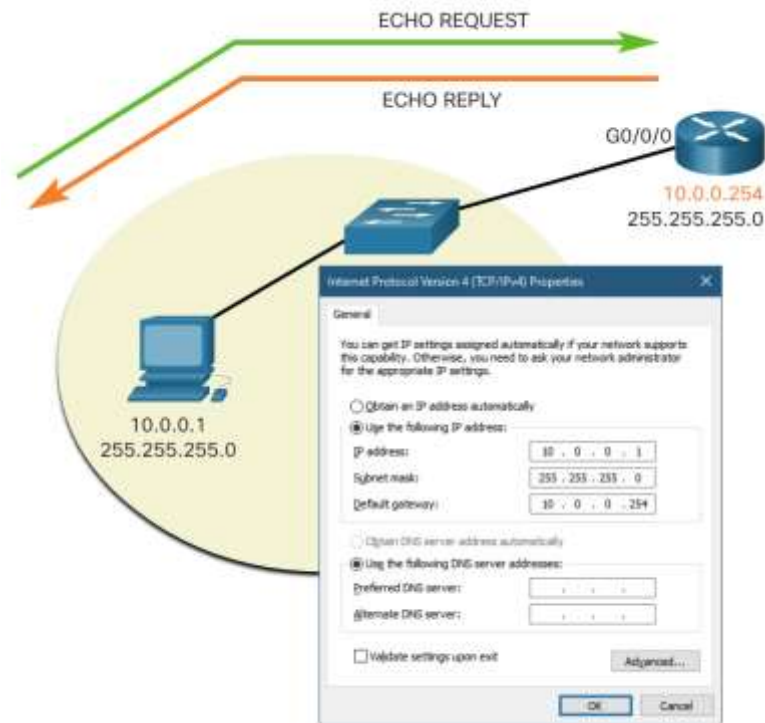 ECHO REQUEST
ECHO REPLY
G0/0/0
10.0.0.254
255.255.255.0
10.0.0.1
255.255.255.0
Internet Protocol Version 4 (TCP/IPv4) Properties
General
You can get IP settings assigned automatically if your network supports
this capability. Otherwise, you need to ask your network administrator
for the appropriate IP settings.
Obtain an IP address automatically
Use the following IP address:
IP address: 10 . 0 . 0 . 1
Subnet mask: 255 . 255 . 255 . 0
Default gateway: 10 . 0 . 0 . 254
Obtain DNS server address automatically
Use the following DNS server addresses:
Preferred DNS server: . . .
Alternate DNS server: . . .
Validate settings upon exit
Advanced...
OK Cancel